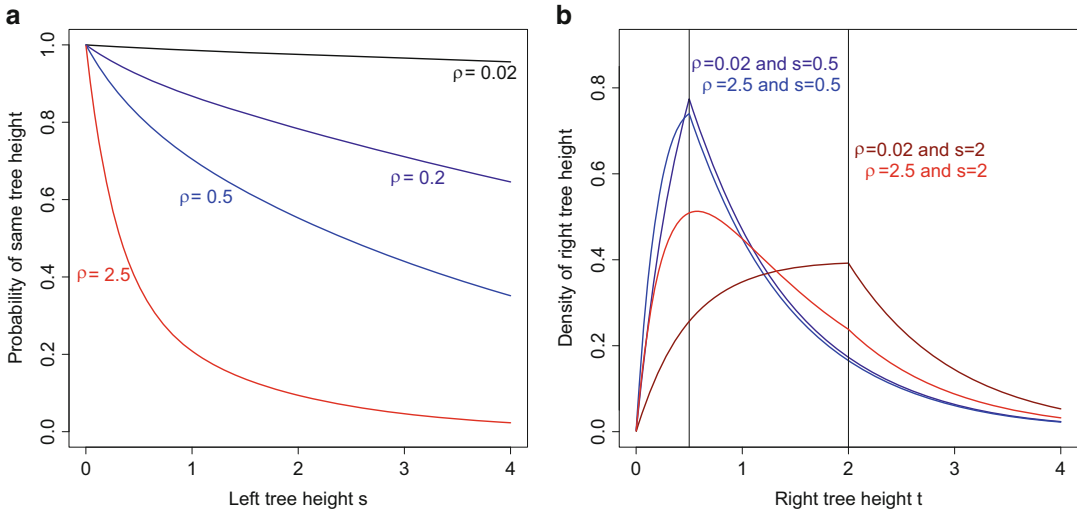 a
Probability of same tree height
1.0
0.8
0.6
0.4
0.2
0.0
ρ= 0.02
ρ= 0.2
ρ= 0.5
ρ= 2.5
0 1 2 3 4
Left tree height s
b
Density of right tree height
0.8
0.6
0.4
0.2
0.0
ρ=0.02 and s=0.5
ρ=2.5 and s=0.5
ρ=0.02 and s=2
ρ=2.5 and s=2
0 1 2 3 4
Right tree height t